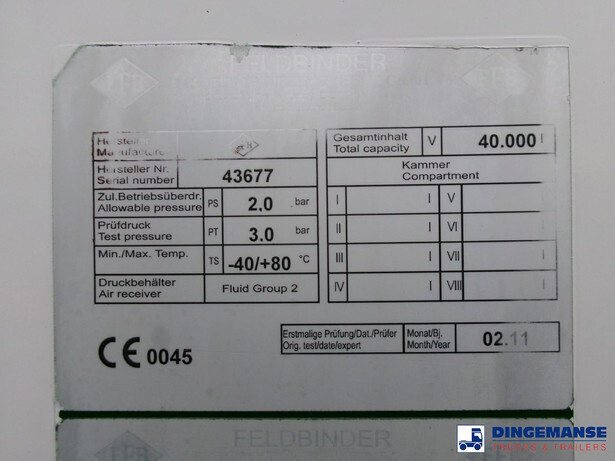 FELDBINDER
FFB
FFB
Hersteller
Manufacturer
Hersteller Nr.
Serial number
43677
Zul.Betriebsüberdr.
Allowable pressure
PS
2.0
bar
Prüfdruck
Test pressure
PT
3.0
bar
Min./Max. Temp.
TS
-40/+80
°C
Druckbehälter
Air receiver
Fluid Group 2
Gesamtinhalt
Total capacity
V
40.000 l
Kammer
Compartment
I l V
II l VI
III l VII
IV l VIII l
CE 0045
Erstmalige Prüfung/Dat./Prüfer
Orig. test/date/expert
Monat/Bj.
Month/Year
02.11
FELDBINDER
DINGEMANSE
TRUCKS & TRAILERS